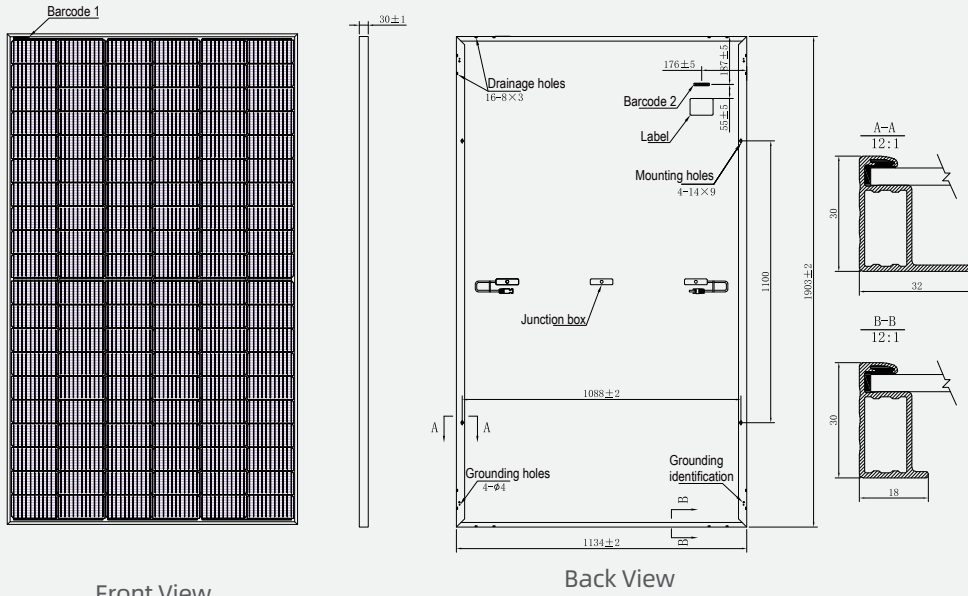 Barcode 1
30±1
176±5
187±5
Drainage holes
16-8×3
Barcode 2
Label
55±5
Mounting holes
4-14×9
Junction box
1100
1903±2
1088±2
A
A
Grounding holes
4-ϕ4
Grounding
identification
B
B
1134±2
A-A
12:1
30
32
B-B
12:1
30
18
Front View
Back View